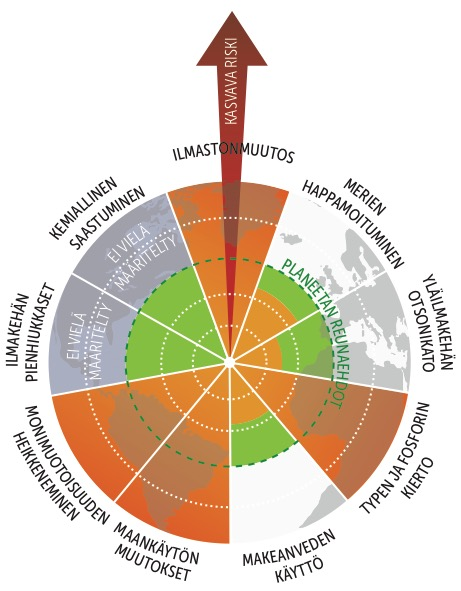 KASVAVA RISKI
ILMASTONMUUTOS
MERIEN
HAPPAMOITUMINEN
YLÄILMAKEHÄN
OTSONIKATO
TYPEN JA FOSFORIN
KIERTO
MAKEANVEDEN
KÄYTTÖ
MAANKÄYTÖN
MUUTOKSET
MONIMUOTOISUUDEN
HEIKKENEMINEN
ILMAKEHÄN
PIENHIUKKASET
KEMIALLINEN
SAASTUMINEN
EI VIELÄ
MÄÄRITELTY
EI VIELÄ
MÄÄRITELTY
PLANEETAN REUNAEHDOT